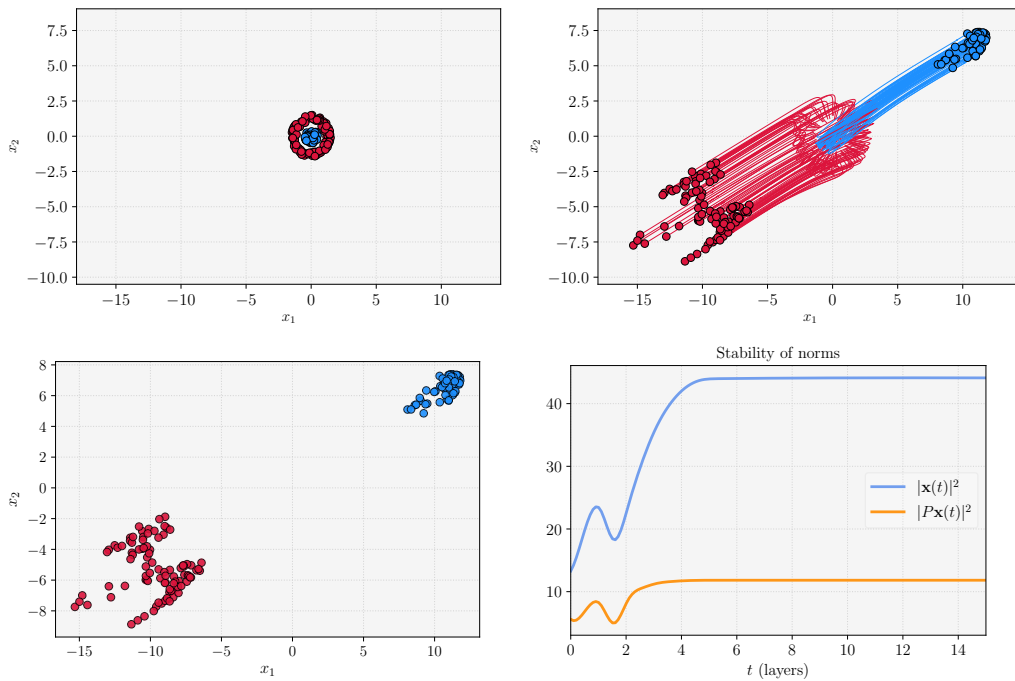 7.5
5.0
2.5
0.0
−2.5
−5.0
−7.5
−10.0
x₂
−15 −10 −5 0 5 10
x₁
7.5
5.0
2.5
0.0
−2.5
−5.0
−7.5
−10.0
x₂
−15 −10 −5 0 5 10
x₁
8
6
4
2
0
−2
−4
−6
−8
x₂
−15 −10 −5 0 5 10
x₁
Stability of norms
40
30
20
10
|x(t)|²
|Px(t)|²
0 2 4 6 8 10 12 14
t (layers)